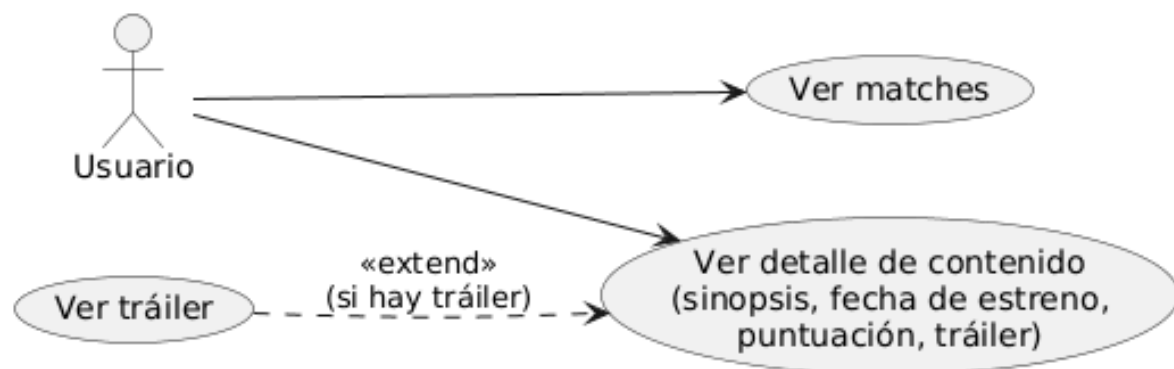 Usuario
Ver matches
Ver detalle de contenido
(sinopsis, fecha de estreno,
puntuación, tráiler)
«extend»
(si hay tráiler)
Ver tráiler